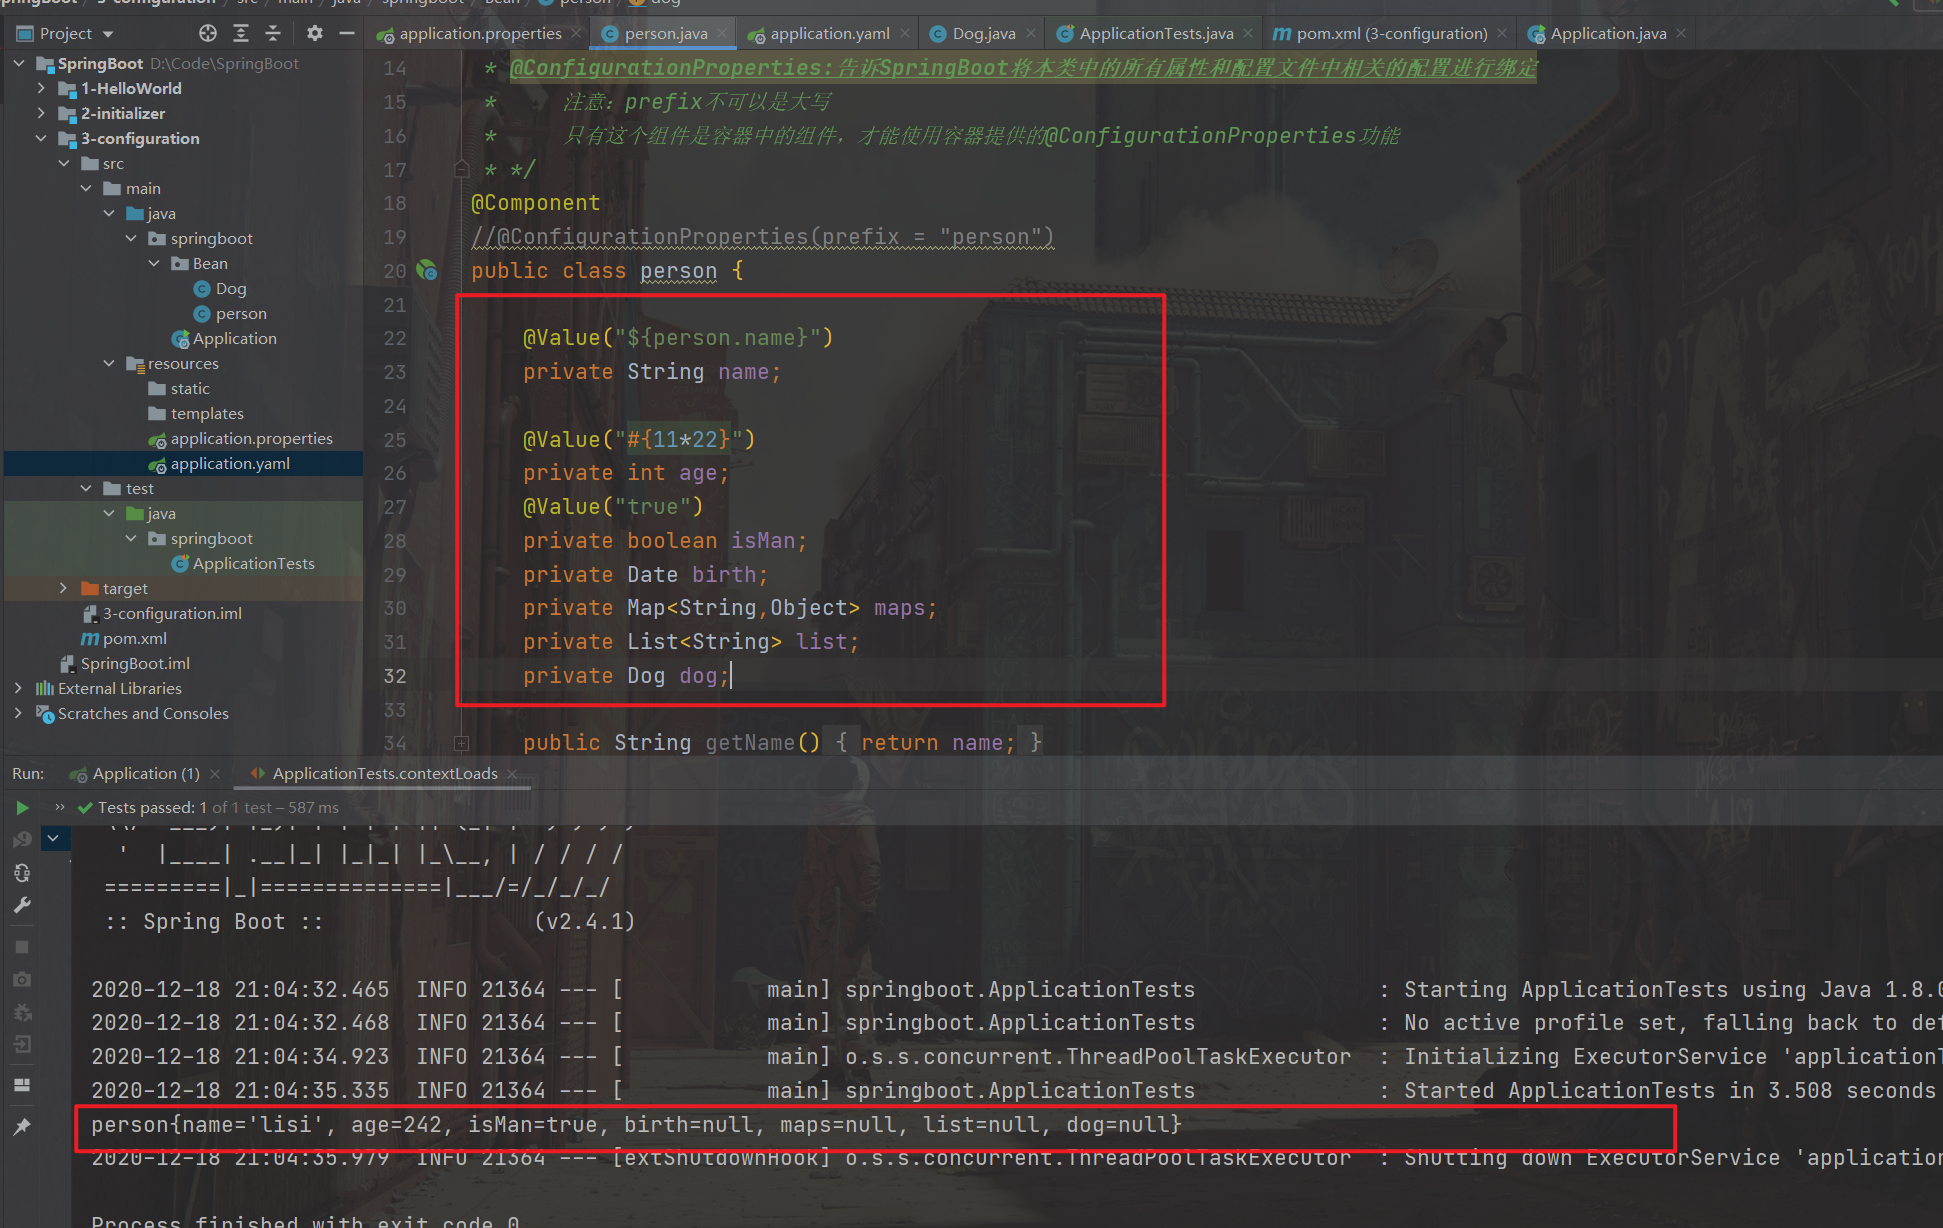 SpringBoot 3-configuration src main java springboot Bean person dog
Project
application.properties
person.java
application.yaml
Dog.java
ApplicationTests.java
pom.xml (3-configuration)
Application.java
SpringBoot D:\Code\SpringBoot
1-HelloWorld
2-initializer
3-configuration
src
main
java
springboot
Bean
Dog
person
Application
resources
static
templates
application.properties
application.yaml
test
java
springboot
ApplicationTests
target
3-configuration.iml
pom.xml
SpringBoot.iml
External Libraries
Scratches and Consoles
14 * @ConfigurationProperties:告诉SpringBoot将本类中的所有属性和配置文件中相关的配置进行绑定
15 * 注意：prefix不可以是大写
16 * 只有这个组件是容器中的组件，才能使用容器提供的@ConfigurationProperties功能
17 * */
18 @Component
19 //@ConfigurationProperties(prefix = "person")
20 public class person {
21
22 @Value("${person.name}")
23 private String name;
24
25 @Value("#{11*22}")
26 private int age;
27 @Value("true")
28 private boolean isMan;
29 private Date birth;
30 private Map<String,Object> maps;
31 private List<String> list;
32 private Dog dog;
33
34 public String getName() { return name; }
Run: Application (1) ApplicationTests.contextLoads
Tests passed: 1 of 1 test – 587 ms
' |____| .__|_| |_|_| |_\__, | / / / /
=========|_|==============|___/=/_/_/_/
:: Spring Boot :: (v2.4.1)
2020-12-18 21:04:32.465 INFO 21364 --- [ main] springboot.ApplicationTests : Starting ApplicationTests using Java 1.8.0
2020-12-18 21:04:32.468 INFO 21364 --- [ main] springboot.ApplicationTests : No active profile set, falling back to def
2020-12-18 21:04:34.923 INFO 21364 --- [ main] o.s.s.concurrent.ThreadPoolTaskExecutor : Initializing ExecutorService 'applicationT
2020-12-18 21:04:35.335 INFO 21364 --- [ main] springboot.ApplicationTests : Started ApplicationTests in 3.508 seconds
person{name='lisi', age=242, isMan=true, birth=null, maps=null, list=null, dog=null}
2020-12-18 21:04:35.979 INFO 21364 --- [extShutdownHook] o.s.s.concurrent.ThreadPoolTaskExecutor : Shutting down ExecutorService 'application
Process finished with exit code 0